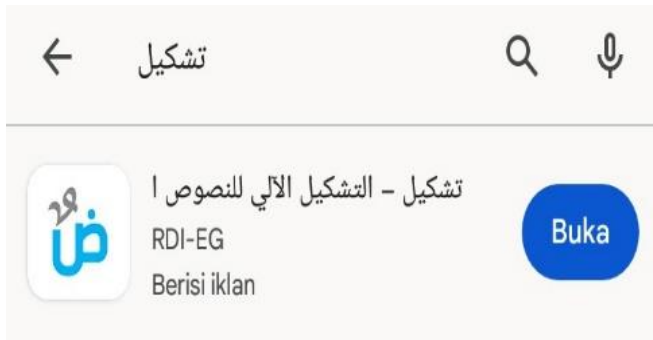 تشكيل
تشكيل – التشكيل الآلي للنصوص ا
RDI-EG
Berisi iklan
Buka
ض